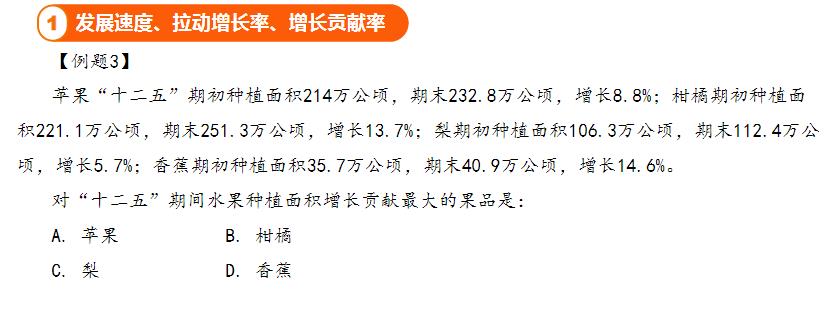 1 发展速度、拉动增长率、增长贡献率
【例题3】
苹果“十二五”期初种植面积214万公顷，期末232.8万公顷，增长8.8%；柑橘期初种植面
积221.1万公顷，期末251.3万公顷，增长13.7%；梨期初种植面积106.3万公顷，期末112.4万公
顷，增长5.7%；香蕉期初种植面积35.7万公顷，期末40.9万公顷，增长14.6%。
对“十二五”期间水果种植面积增长贡献最大的果品是：
A. 苹果 B. 柑橘
C. 梨 D. 香蕉